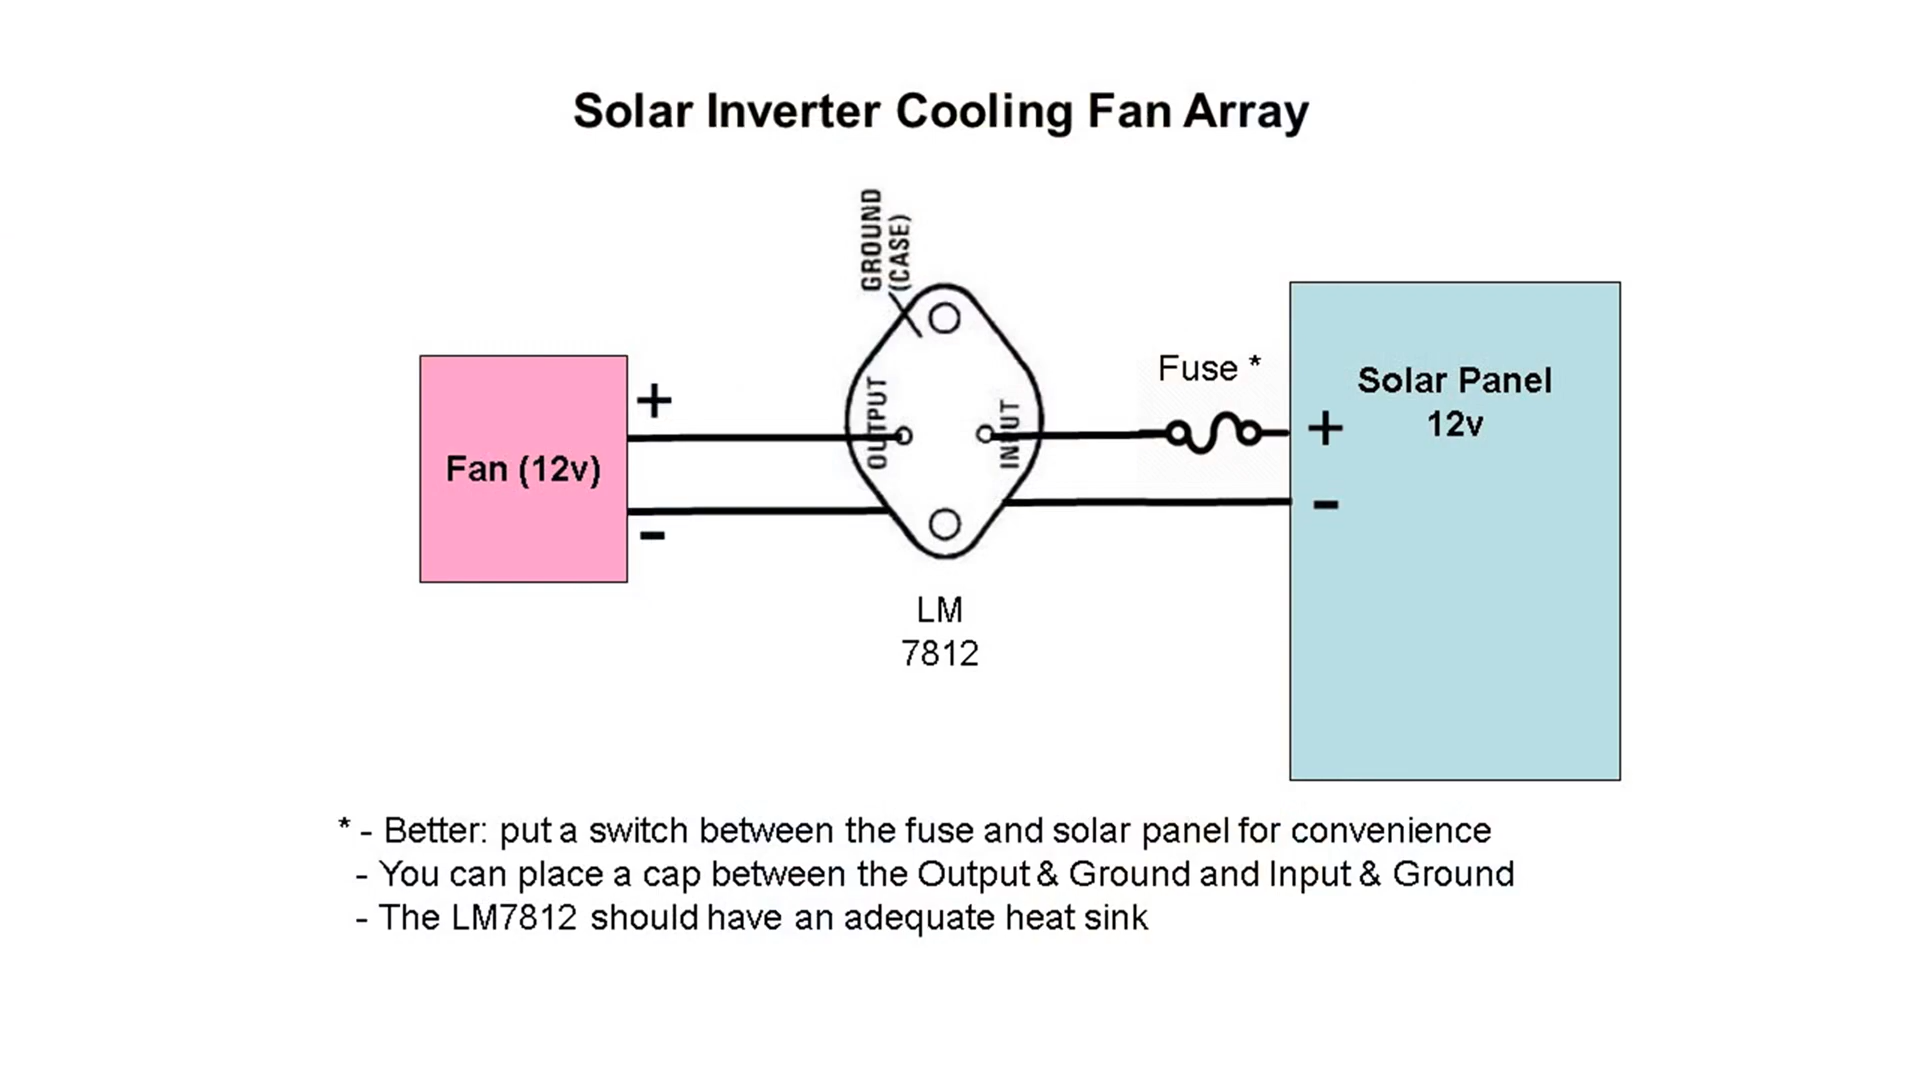 Solar Inverter Cooling Fan Array
GROUND
(CASE)
Fan (12v)
+
-
OUTPUT
INPUT
LM
7812
Fuse *
+
-
Solar Panel
12v
* - Better: put a switch between the fuse and solar panel for convenience
- You can place a cap between the Output & Ground and Input & Ground
- The LM7812 should have an adequate heat sink